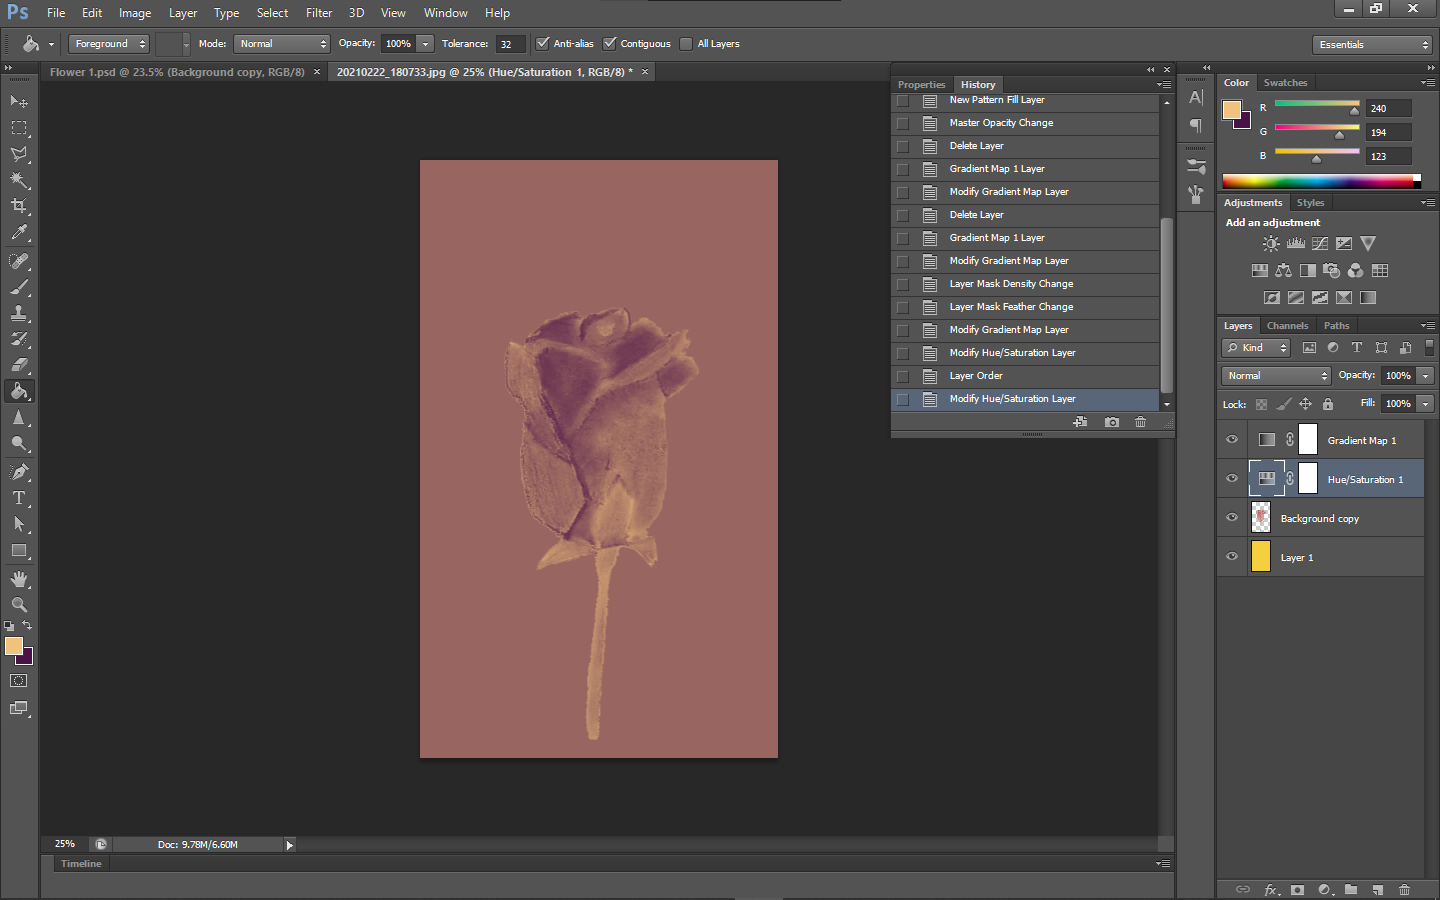 Ps File Edit Image Layer Type Select Filter 3D View Window Help
Foreground Mode: Normal Opacity: 100% Tolerance: 32 Anti-alias Contiguous All Layers Essentials
Flower 1.psd @ 23.5% (Background copy, RGB/8) × 20210222_180733.jpg @ 25% (Hue/Saturation 1, RGB/8) * ×
Properties History
New Pattern Fill Layer
Master Opacity Change
Delete Layer
Gradient Map 1 Layer
Modify Gradient Map Layer
Delete Layer
Gradient Map 1 Layer
Modify Gradient Map Layer
Layer Mask Density Change
Layer Mask Feather Change
Modify Gradient Map Layer
Modify Hue/Saturation Layer
Layer Order
Modify Hue/Saturation Layer
A
Color Swatches
R 240
G 194
B 123
Adjustments Styles
Add an adjustment
Layers Channels Paths
Kind T
Normal Opacity: 100%
Lock: Fill: 100%
Gradient Map 1
Hue/Saturation 1
Background copy
Layer 1
fx
T
25% Doc: 9.78M/6.60M
Timeline